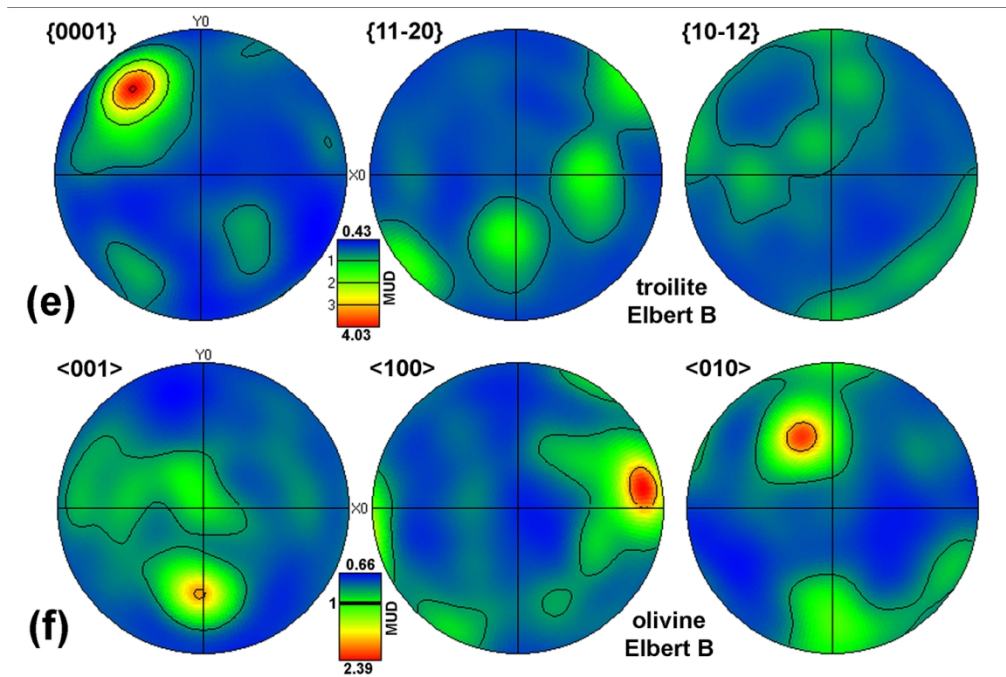 {0001}
Y0
{11-20}
{10-12}
X0
0.43
1
2
3
MUD
4.03
(e)
troilite
Elbert B
<001>
Y0
<100>
<010>
X0
0.66
1
MUD
2.39
(f)
olivine
Elbert B